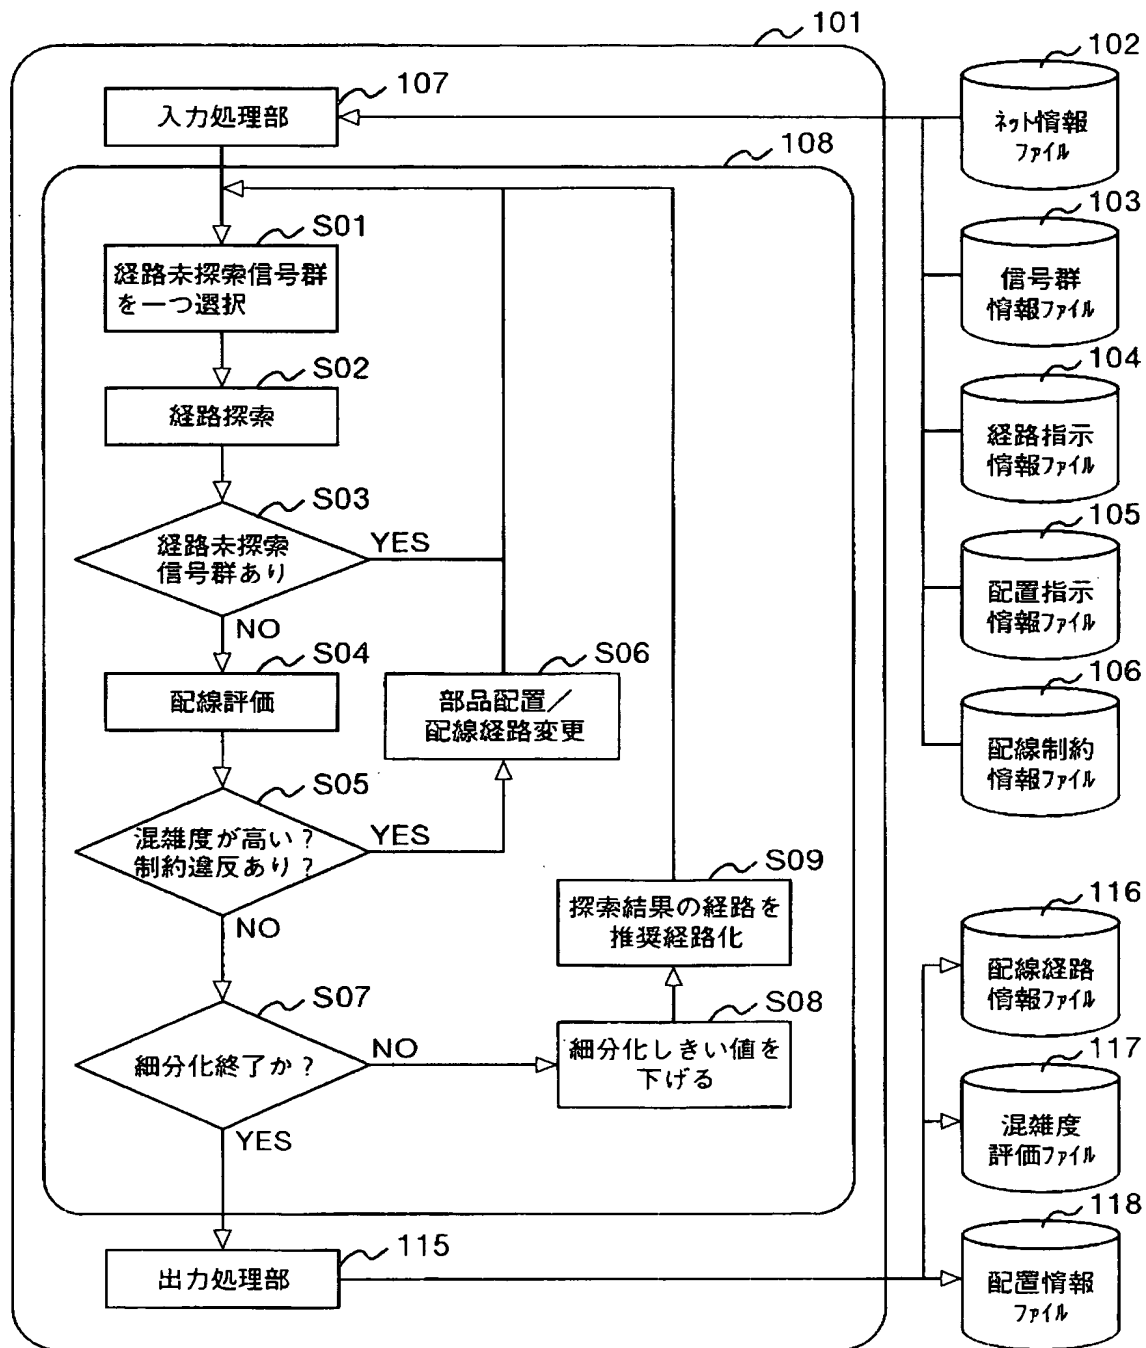 101
107
入力処理部
102
ネット情報
ファイル
108
S01
経路未探索信号群
を一つ選択
103
信号群
情報ファイル
S02
経路探索
104
経路指示
情報ファイル
S03
経路未探索
信号群あり
YES
NO
105
配置指示
情報ファイル
S04
配線評価
S06
部品配置/
配線経路変更
106
配線制約
情報ファイル
S05
混雑度が高い?
制約違反あり?
YES
NO
S09
探索結果の経路を
推奨経路化
116
配線経路
情報ファイル
S07
細分化終了か?
NO
YES
S08
細分化しきい値を
下げる
117
混雑度
評価ファイル
115
出力処理部
118
配置情報
ファイル